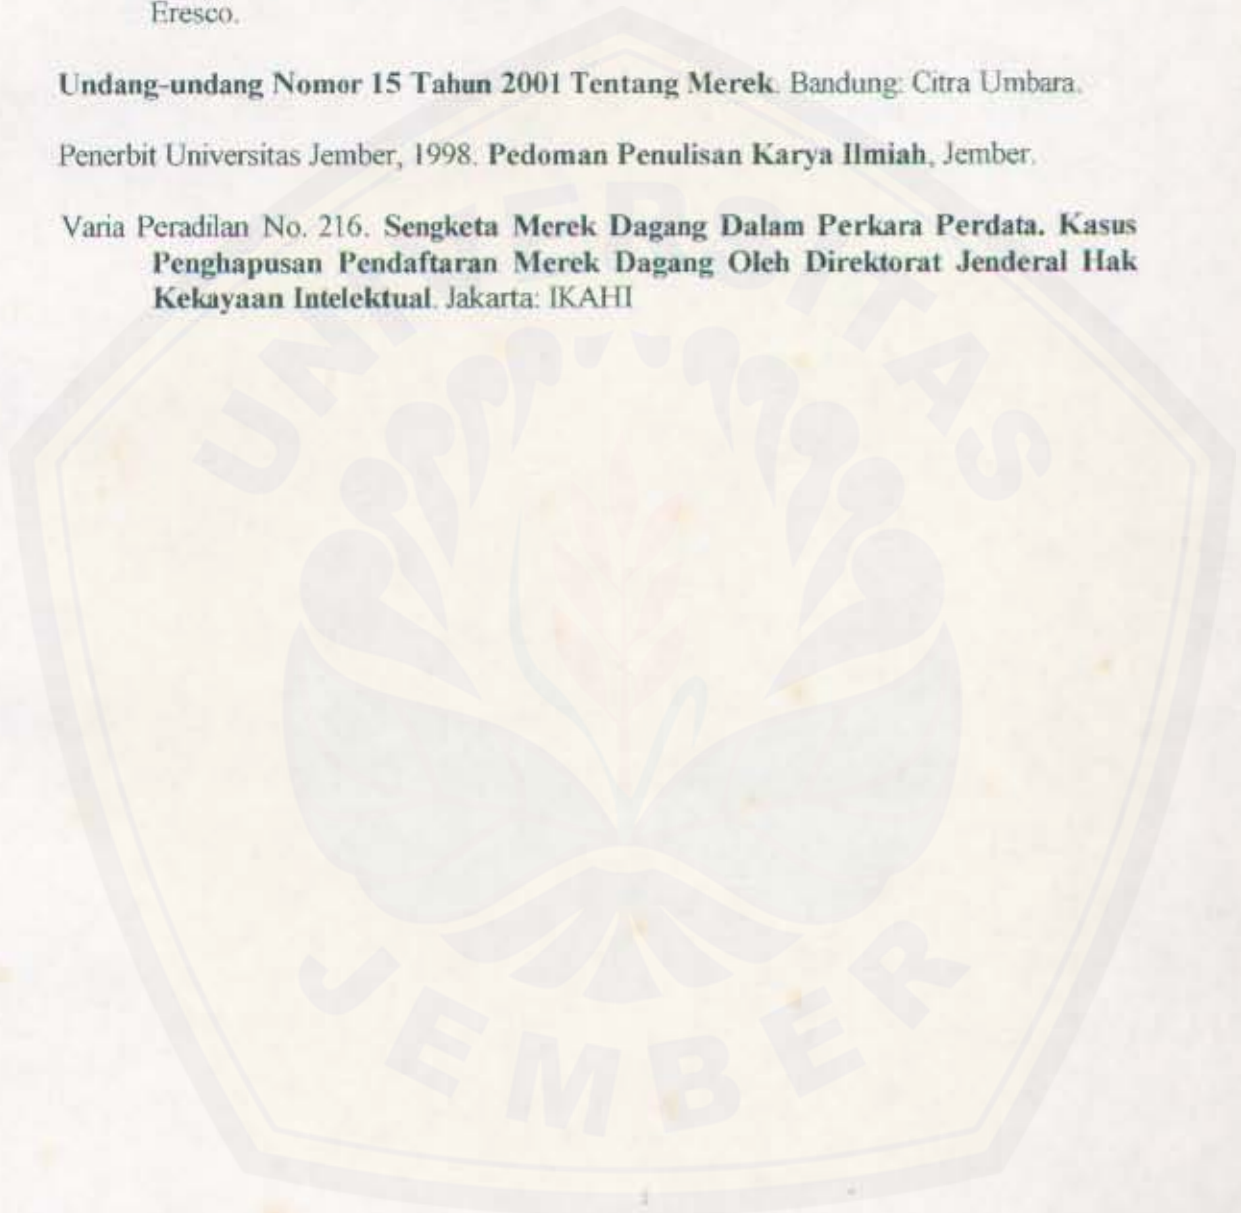 Eresco.
Undang-undang Nomor 15 Tahun 2001 Tentang Merek. Bandung: Citra Umbara.
Penerbit Universitas Jember, 1998. Pedoman Penulisan Karya Ilmiah, Jember.
Varia Peradilan No. 216. Sengketa Merek Dagang Dalam Perkara Perdata. Kasus
Penghapusan Pendaftaran Merek Dagang Oleh Direktorat Jenderal Hak
Kekayaan Intelektual. Jakarta: IKAHI
UNIVERSITAS
JEMBER